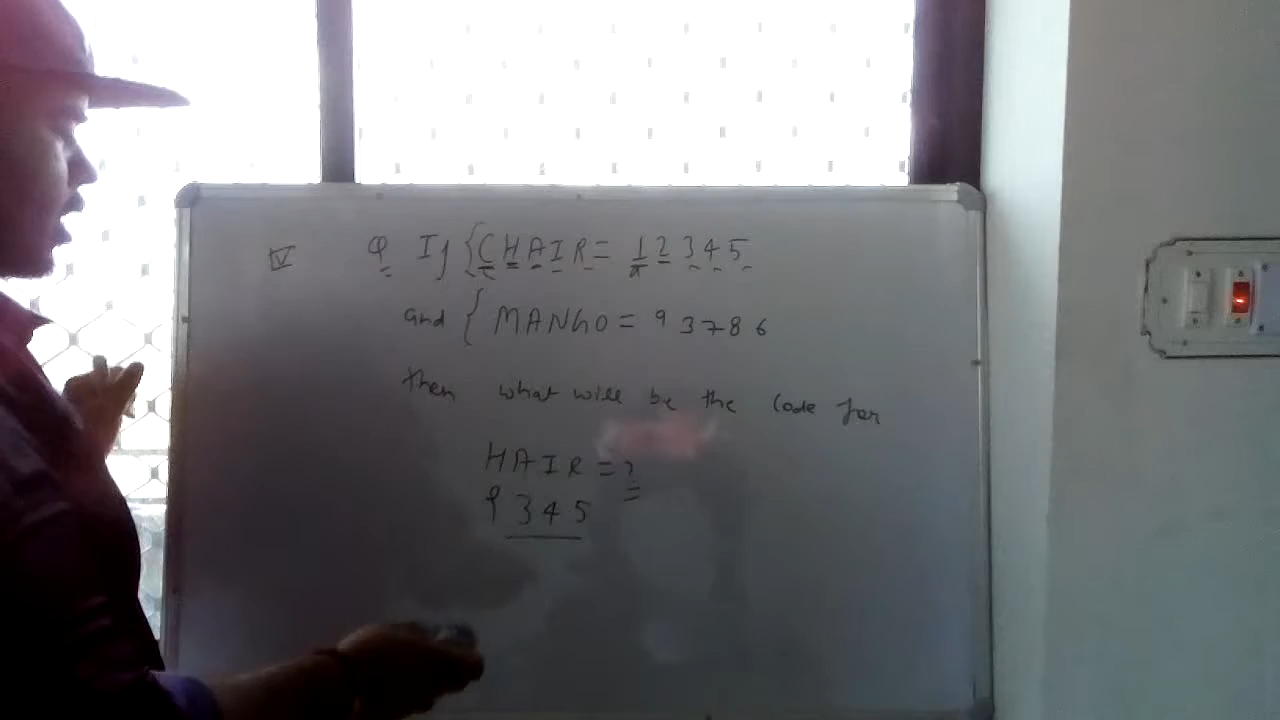 IV Q If { CHAIR = 12345
and { MANGO = 93786
then what will be the code for
HAIR = ?
9345